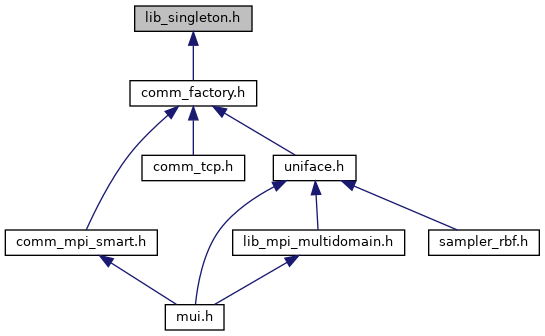 lib_singleton.h
comm_factory.h
comm_tcp.h
uniface.h
comm_mpi_smart.h
lib_mpi_multidomain.h
sampler_rbf.h
mui.h